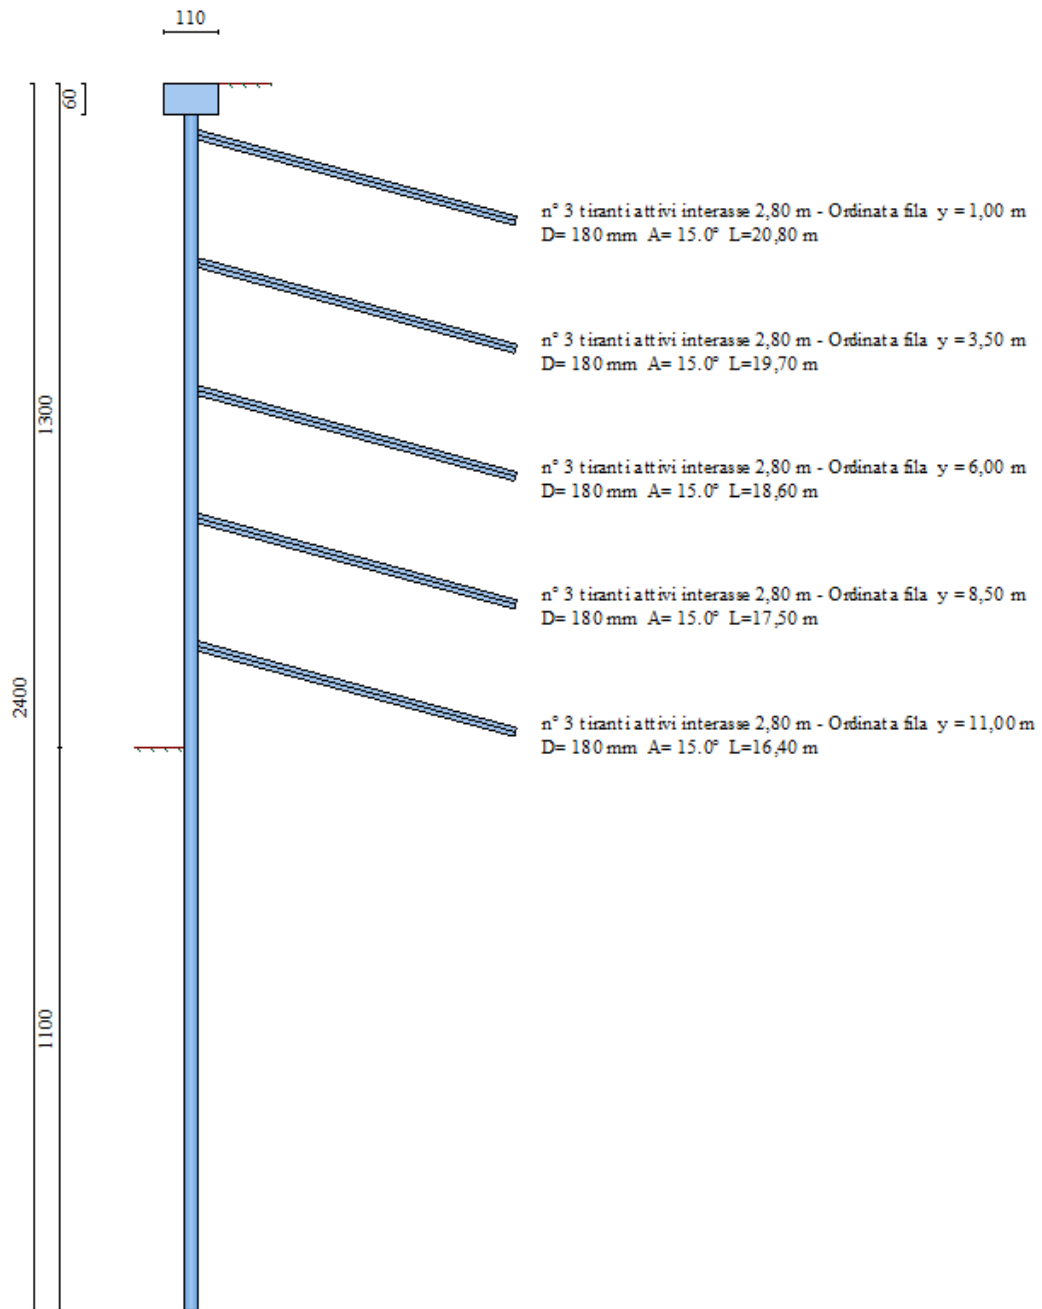 110
60
n° 3 tiranti attivi interasse 2,80 m - Ordinata fila y = 1,00 m
D= 180 mm A= 15.0° L=20,80 m
n° 3 tiranti attivi interasse 2,80 m - Ordinata fila y = 3,50 m
D= 180 mm A= 15.0° L=19,70 m
1300
n° 3 tiranti attivi interasse 2,80 m - Ordinata fila y = 6,00 m
D= 180 mm A= 15.0° L=18,60 m
n° 3 tiranti attivi interasse 2,80 m - Ordinata fila y = 8,50 m
D= 180 mm A= 15.0° L=17,50 m
2400
n° 3 tiranti attivi interasse 2,80 m - Ordinata fila y = 11,00 m
D= 180 mm A= 15.0° L=16,40 m
1100